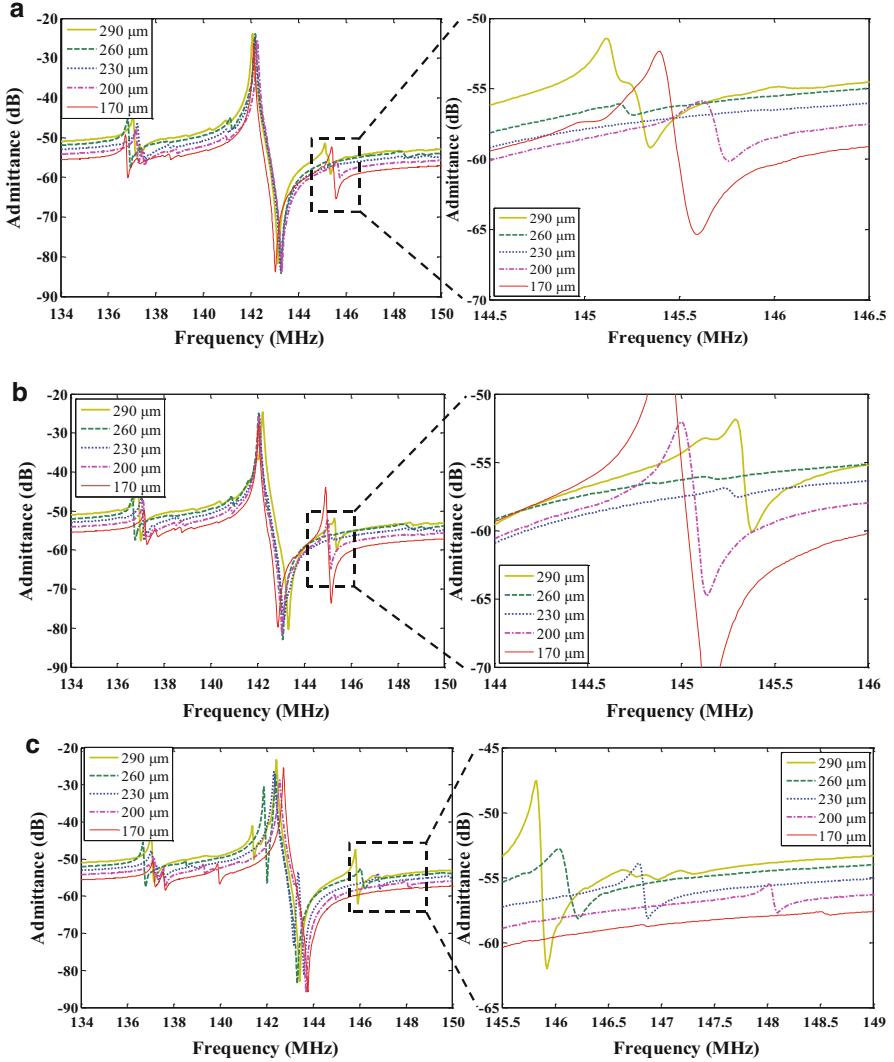 a
-20
-30
-40
-50
-60
-70
-80
-90
134 136 138 140 142 144 146 148 150
Admittance (dB)
Frequency (MHz)
290 μm
260 μm
230 μm
200 μm
170 μm
-50
-55
-60
-65
-70
144.5 145 145.5 146 146.5
Admittance (dB)
Frequency (MHz)
290 μm
260 μm
230 μm
200 μm
170 μm
b
-20
-30
-40
-50
-60
-70
-80
-90
134 136 138 140 142 144 146 148 150
Admittance (dB)
Frequency (MHz)
290 μm
260 μm
230 μm
200 μm
170 μm
-50
-55
-60
-65
-70
144 144.5 145 145.5 146
Admittance (dB)
Frequency (MHz)
290 μm
260 μm
230 μm
200 μm
170 μm
c
-20
-30
-40
-50
-60
-70
-80
-90
134 136 138 140 142 144 146 148 150
Admittance (dB)
Frequency (MHz)
290 μm
260 μm
230 μm
200 μm
170 μm
-45
-50
-55
-60
-65
145.5 146 146.5 147 147.5 148 148.5 149
Admittance (dB)
Frequency (MHz)
290 μm
260 μm
230 μm
200 μm
170 μm